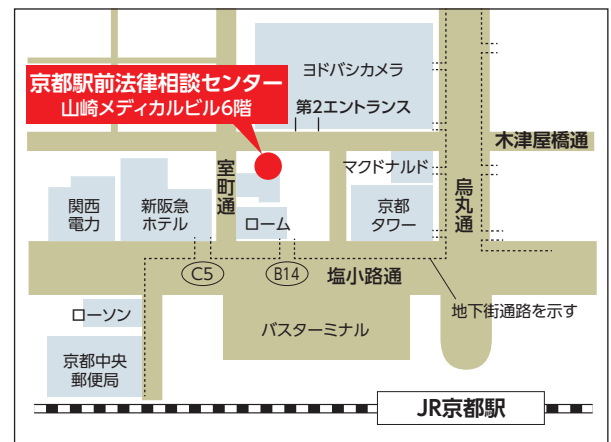 ヨドバシカメラ
京都駅前法律相談センター
山崎メディカルビル6階
第2エントランス
木津屋橋通
マクドナルド
室町通
烏丸通
関西
電力
新阪急
ホテル
ローム
京都
タワー
C5
B14
塩小路通
地下街通路を示す
ローソン
バスターミナル
京都中央
郵便局
JR京都駅